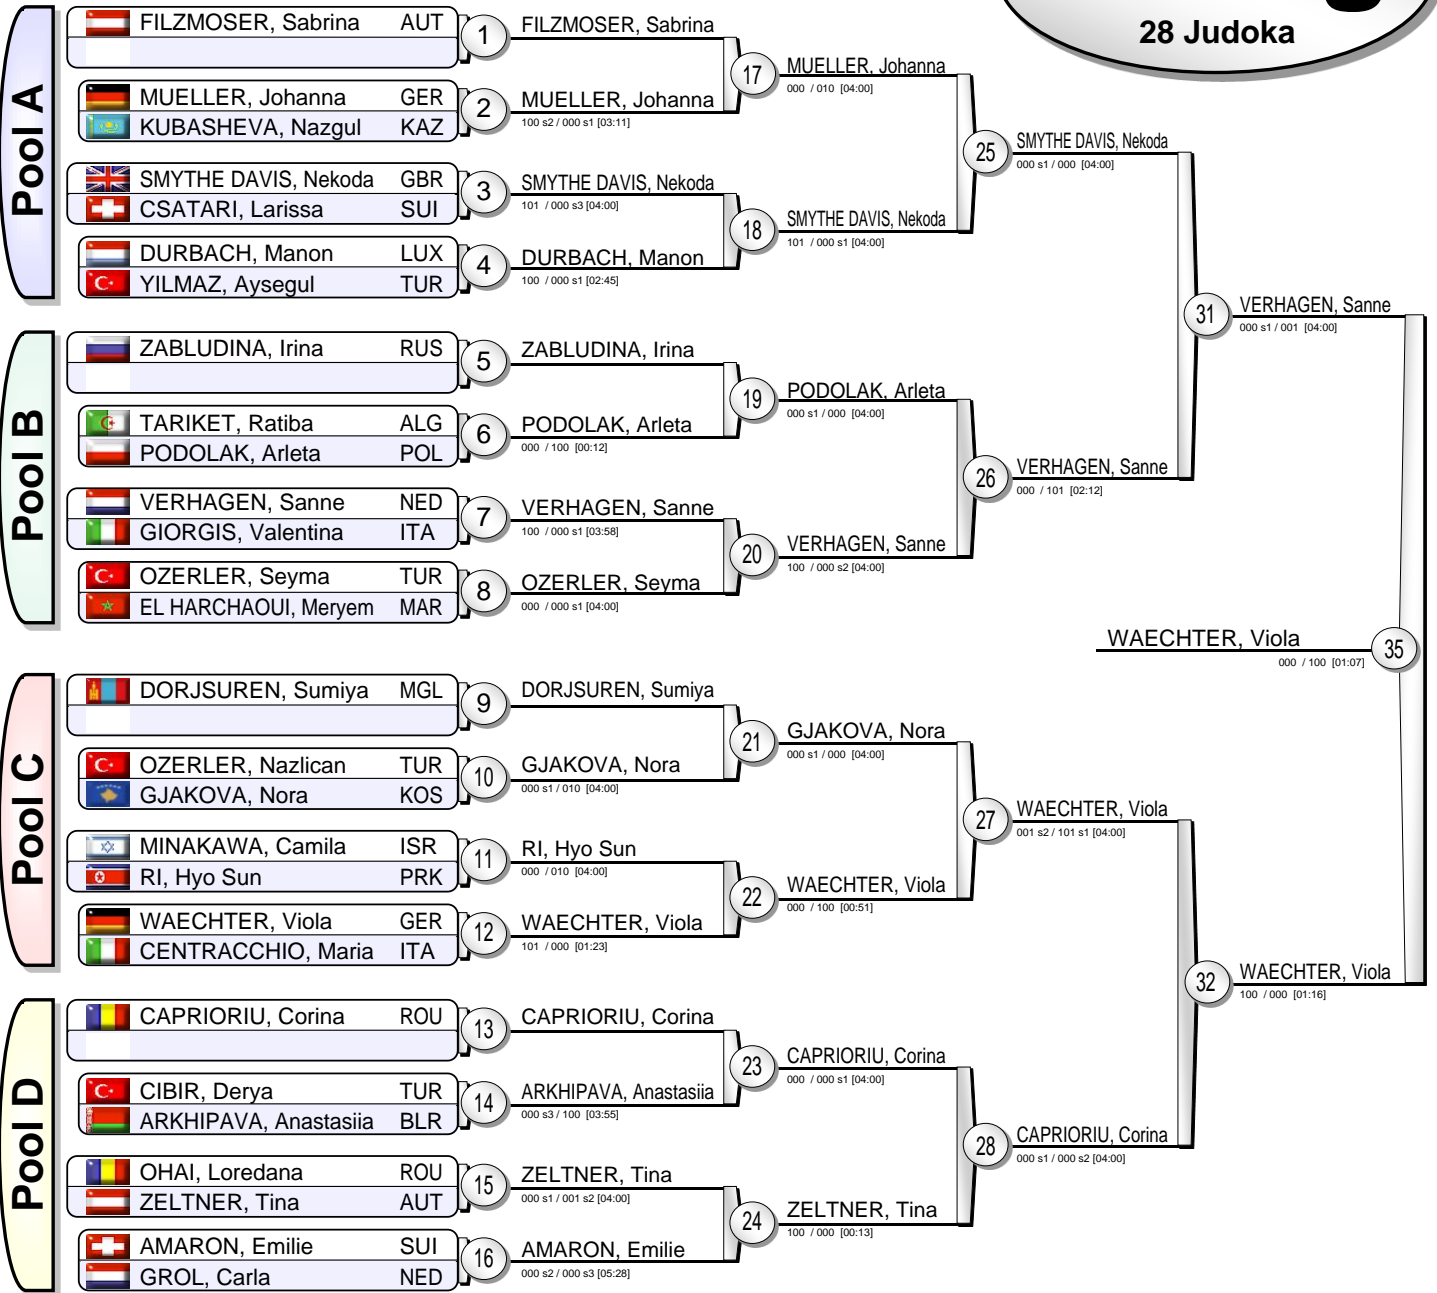 28 Judoka
Pool A
FILZMOSER, Sabrina AUT
1
MUELLER, Johanna GER
KUBASHEVA, Nazgul KAZ
2
SMYTHE DAVIS, Nekoda GBR
CSATARI, Larissa SUI
3
DURBACH, Manon LUX
YILMAZ, Aysegul TUR
4
Pool B
ZABLUDINA, Irina RUS
5
TARIKET, Ratiba ALG
PODOLAK, Arleta POL
6
VERHAGEN, Sanne NED
GIORGIS, Valentina ITA
7
OZERLER, Seyma TUR
EL HARCHAOUI, Meryem MAR
8
Pool C
DORJSUREN, Sumiya MGL
9
OZERLER, Nazlican TUR
GJAKOVA, Nora KOS
10
MINAKAWA, Camila ISR
RI, Hyo Sun PRK
11
WAECHTER, Viola GER
CENTRACCHIO, Maria ITA
12
Pool D
CAPRIORIU, Corina ROU
13
CIBIR, Derya TUR
ARKHIPAVA, Anastasiia BLR
14
OHAI, Loredana ROU
ZELTNER, Tina AUT
15
AMARON, Emilie SUI
GROL, Carla NED
16
FILZMOSER, Sabrina
MUELLER, Johanna
100 s2 / 000 s1 [03:11]
17
SMYTHE DAVIS, Nekoda
101 / 000 s3 [04:00]
DURBACH, Manon
100 / 000 s1 [02:45]
18
ZABLUDINA, Irina
PODOLAK, Arleta
000 / 100 [00:12]
19
VERHAGEN, Sanne
100 / 000 s1 [03:58]
OZERLER, Seyma
000 / 000 s1 [04:00]
20
DORJSUREN, Sumiya
GJAKOVA, Nora
000 s1 / 010 [04:00]
21
RI, Hyo Sun
000 / 010 [04:00]
WAECHTER, Viola
101 / 000 [01:23]
22
CAPRIORIU, Corina
ARKHIPAVA, Anastasiia
000 s3 / 100 [03:55]
23
ZELTNER, Tina
000 s1 / 001 s2 [04:00]
AMARON, Emilie
000 s2 / 000 s3 [05:28]
24
MUELLER, Johanna
000 / 010 [04:00]
SMYTHE DAVIS, Nekoda
101 / 000 s1 [04:00]
25
PODOLAK, Arleta
000 s1 / 000 [04:00]
VERHAGEN, Sanne
100 / 000 s2 [04:00]
26
GJAKOVA, Nora
000 s1 / 000 [04:00]
WAECHTER, Viola
000 / 100 [00:51]
27
CAPRIORIU, Corina
000 / 000 s1 [04:00]
ZELTNER, Tina
100 / 000 [00:13]
28
SMYTHE DAVIS, Nekoda
000 s1 / 000 [04:00]
VERHAGEN, Sanne
000 / 101 [02:12]
31
WAECHTER, Viola
001 s2 / 101 s1 [04:00]
CAPRIORIU, Corina
000 s1 / 000 s2 [04:00]
32
VERHAGEN, Sanne
000 s1 / 001 [04:00]
WAECHTER, Viola
100 / 000 [01:16]
WAECHTER, Viola
000 / 100 [01:07]
35